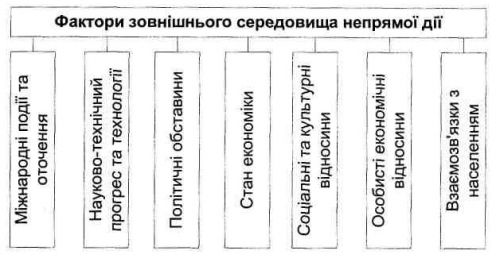 Фактори зовнішнього середовища непрямої дії
Міжнародні події та
оточення
Науково-технічний
прогрес та технології
Політичні обставини
Стан економіки
Соціальні та культурні
відносини
Особисті економічні
відносини
Взаємозв'язки з
населенням